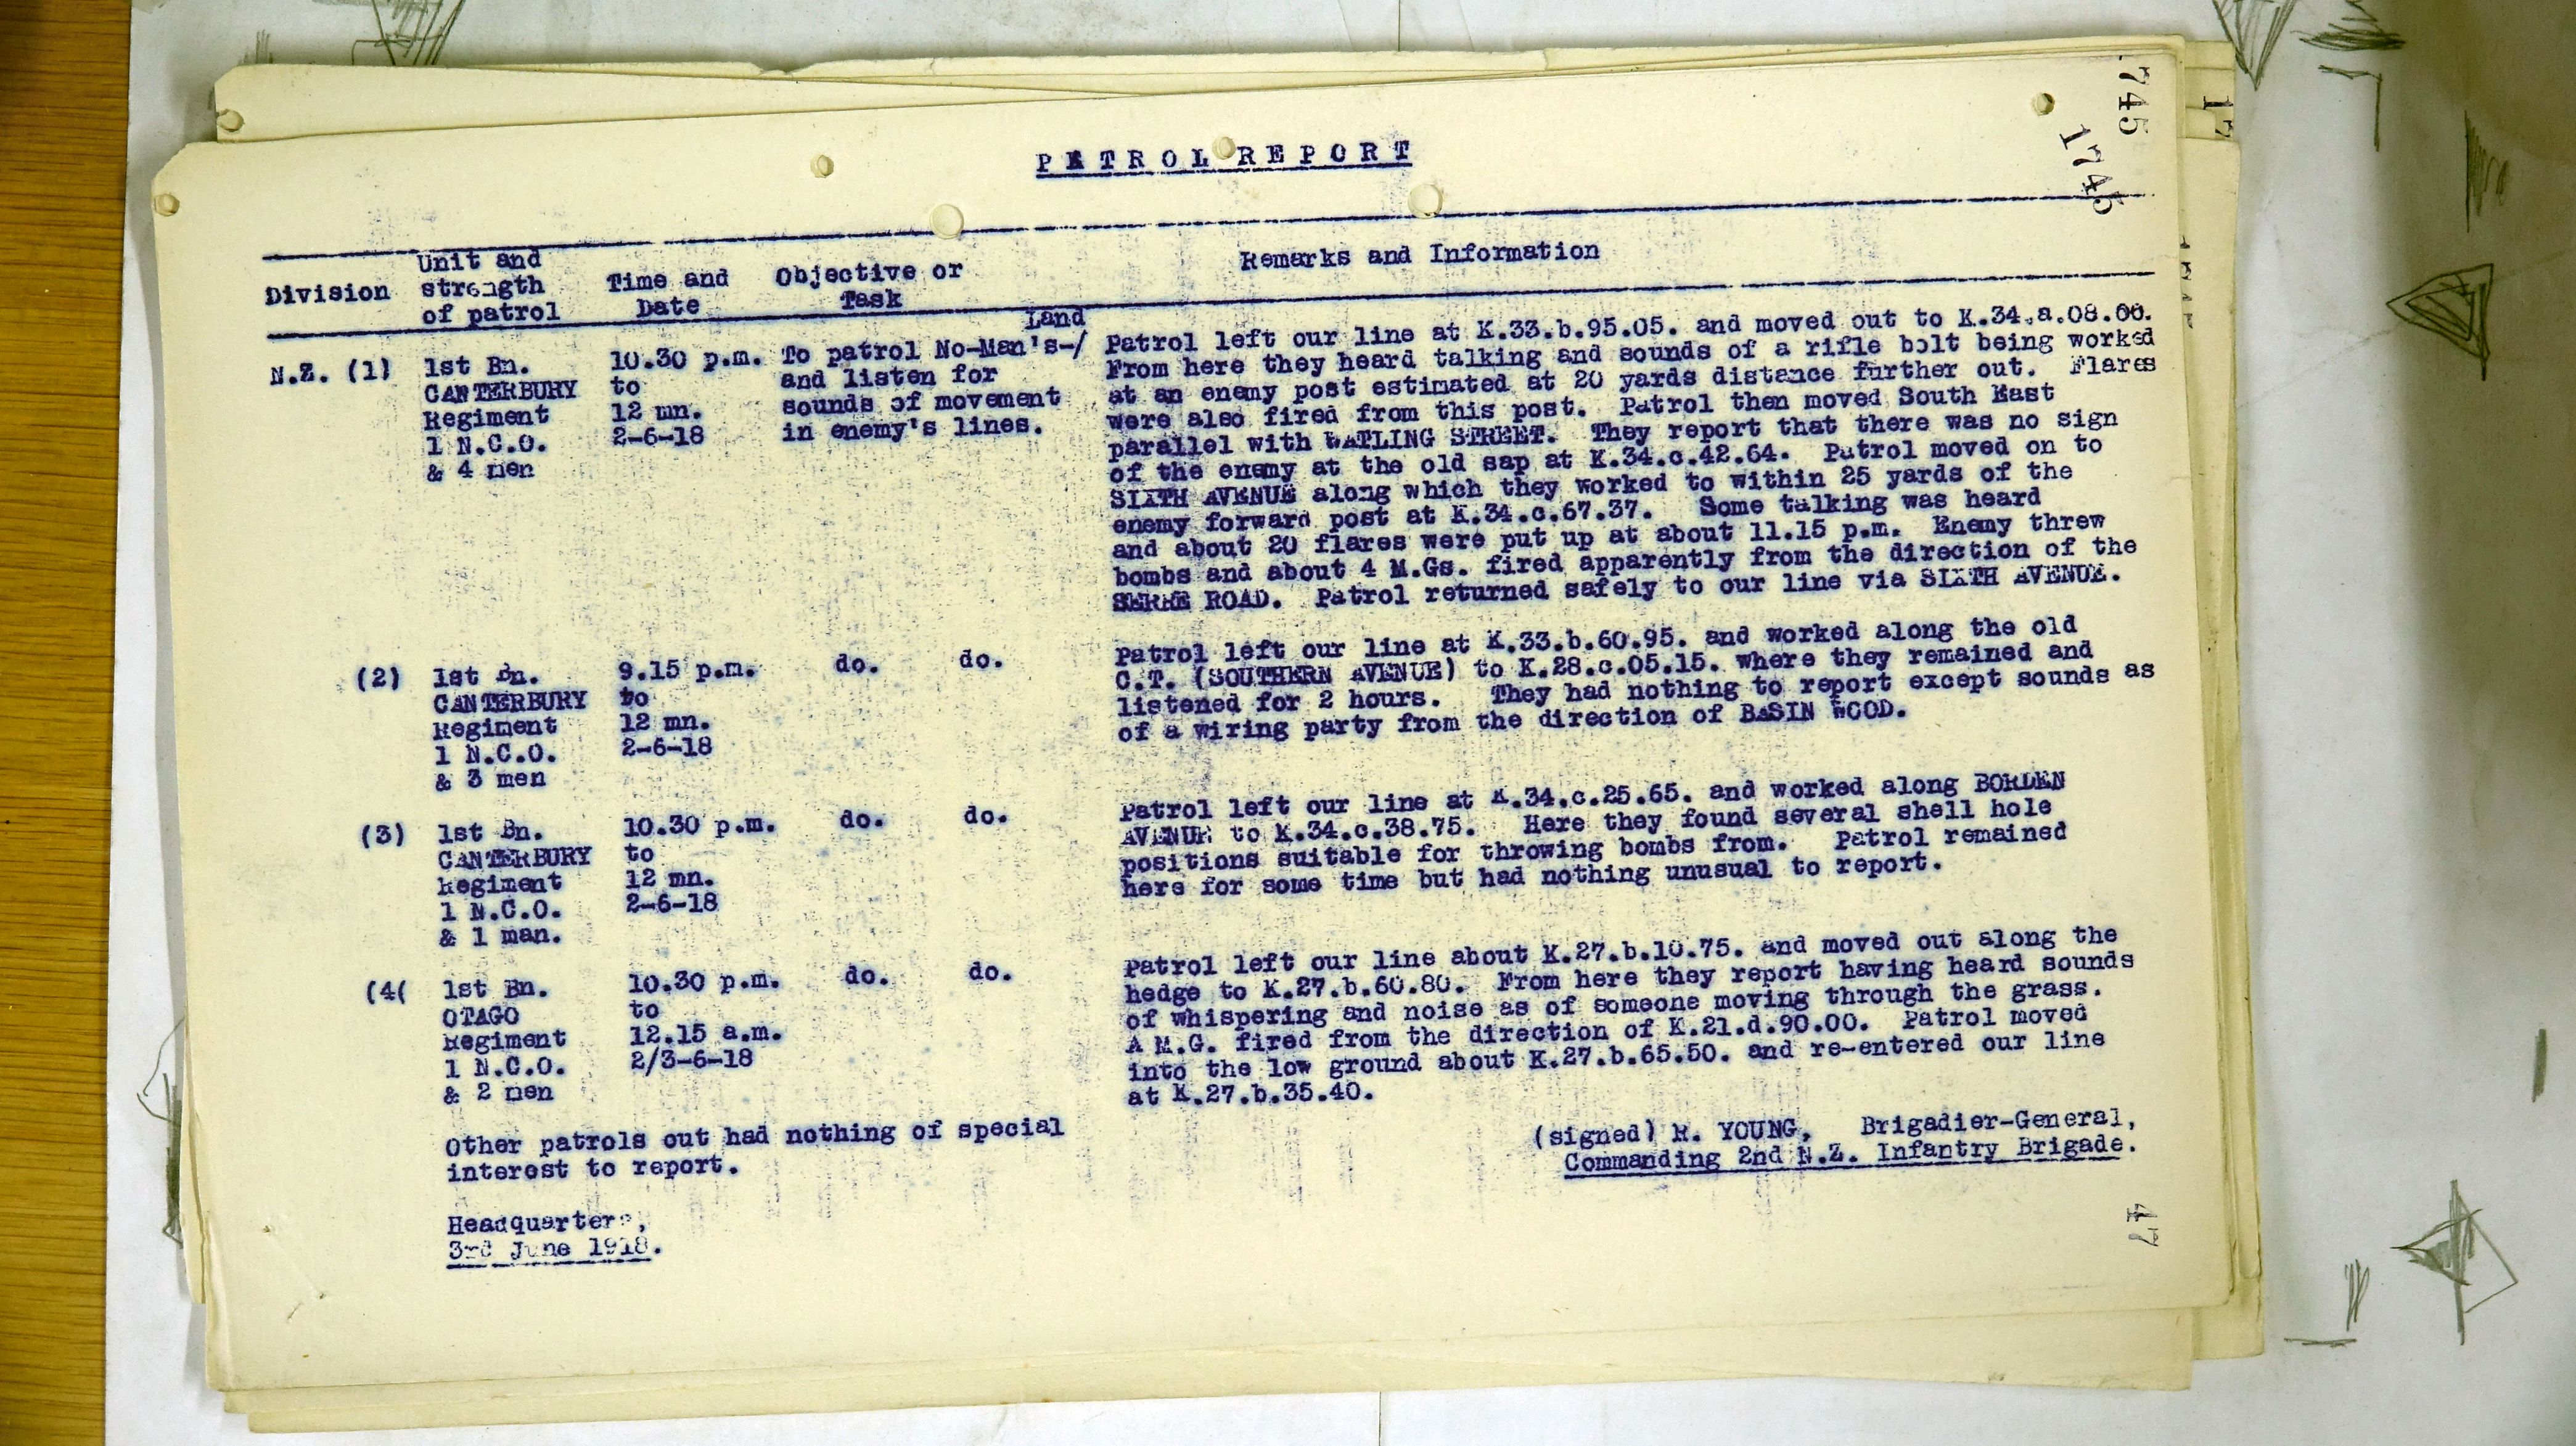 745
1745
17
PATROL REPORT
Division
Unit and
strength
of patrol
Time and
Date
Objective or
Task
Remarks and Information
N.Z. (1)
1st Bn.
CANTERBURY
Regiment
1 N.C.O.
& 4 men
10.30 p.m.
to
12 mn.
2-6-18
Land
To patrol No-Man's-/
and listen for
sounds of movement
in enemy's lines.
Patrol left our line at K.33.b.95.05. and moved out to K.34.a.08.00.
From here they heard talking and sounds of a rifle bolt being worked
at an enemy post estimated at 20 yards distance further out. Flares
were also fired from this post. Patrol then moved South East
parallel with WATLING STREET. They report that there was no sign
of the enemy at the old sap at K.34.c.42.64. Patrol moved on to
SIXTH AVENUE along which they worked to within 25 yards of the
enemy forward post at K.34.c.67.37. Some talking was heard
and about 20 flares were put up at about 11.15 p.m. Enemy threw
bombs and about 4 M.Gs. fired apparently from the direction of the
SERRE ROAD. Patrol returned safely to our line via SIXTH AVENUE.
(2)
1st Bn.
CANTERBURY
Regiment
1 N.C.O.
& 3 men
9.15 p.m.
to
12 mn.
2-6-18
do. do.
Patrol left our line at K.33.b.60.95. and worked along the old
C.T. (SOUTHERN AVENUE) to K.28.c.05.15. where they remained and
listened for 2 hours. They had nothing to report except sounds as
of a wiring party from the direction of BASIN WOOD.
(3)
1st Bn.
CANTERBURY
Regiment
1 N.C.O.
& 1 man.
10.30 p.m.
to
12 mn.
2-6-18
do. do.
Patrol left our line at K.34.c.25.65. and worked along BORDEN
AVENUE to K.34.c.38.75. Here they found several shell hole
positions suitable for throwing bombs from. Patrol remained
here for some time but had nothing unusual to report.
(4(
1st Bn.
OTAGO
Regiment
1 N.C.O.
& 2 men
10.30 p.m.
to
12.15 a.m.
2/3-6-18
do. do.
Patrol left our line about K.27.b.10.75. and moved out along the
hedge to K.27.b.60.80. From here they report having heard sounds
of whispering and noise as of someone moving through the grass.
A M.G. fired from the direction of K.21.d.90.00. Patrol moved
into the low ground about K.27.b.65.50. and re-entered our line
at K.27.b.35.40.
Other patrols out had nothing of special
interest to report.
(signed) R. YOUNG, Brigadier-General,
Commanding 2nd N.Z. Infantry Brigade.
Headquarters,
3rd June 1918.
47